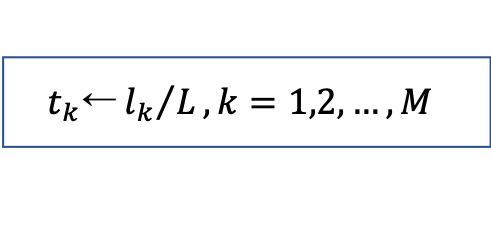 t_k ← l_k/L , k = 1,2, … , M